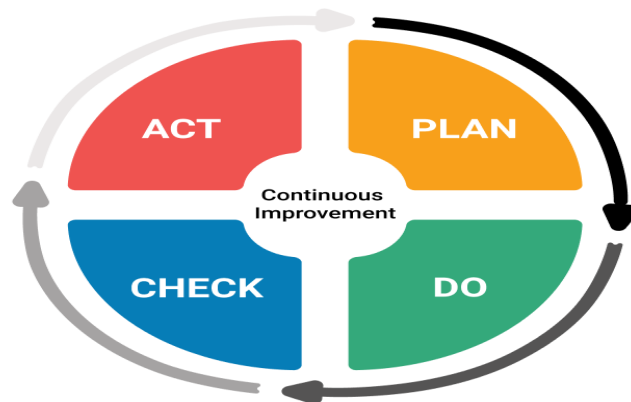 ACT
PLAN
Continuous
Improvement
CHECK
DO